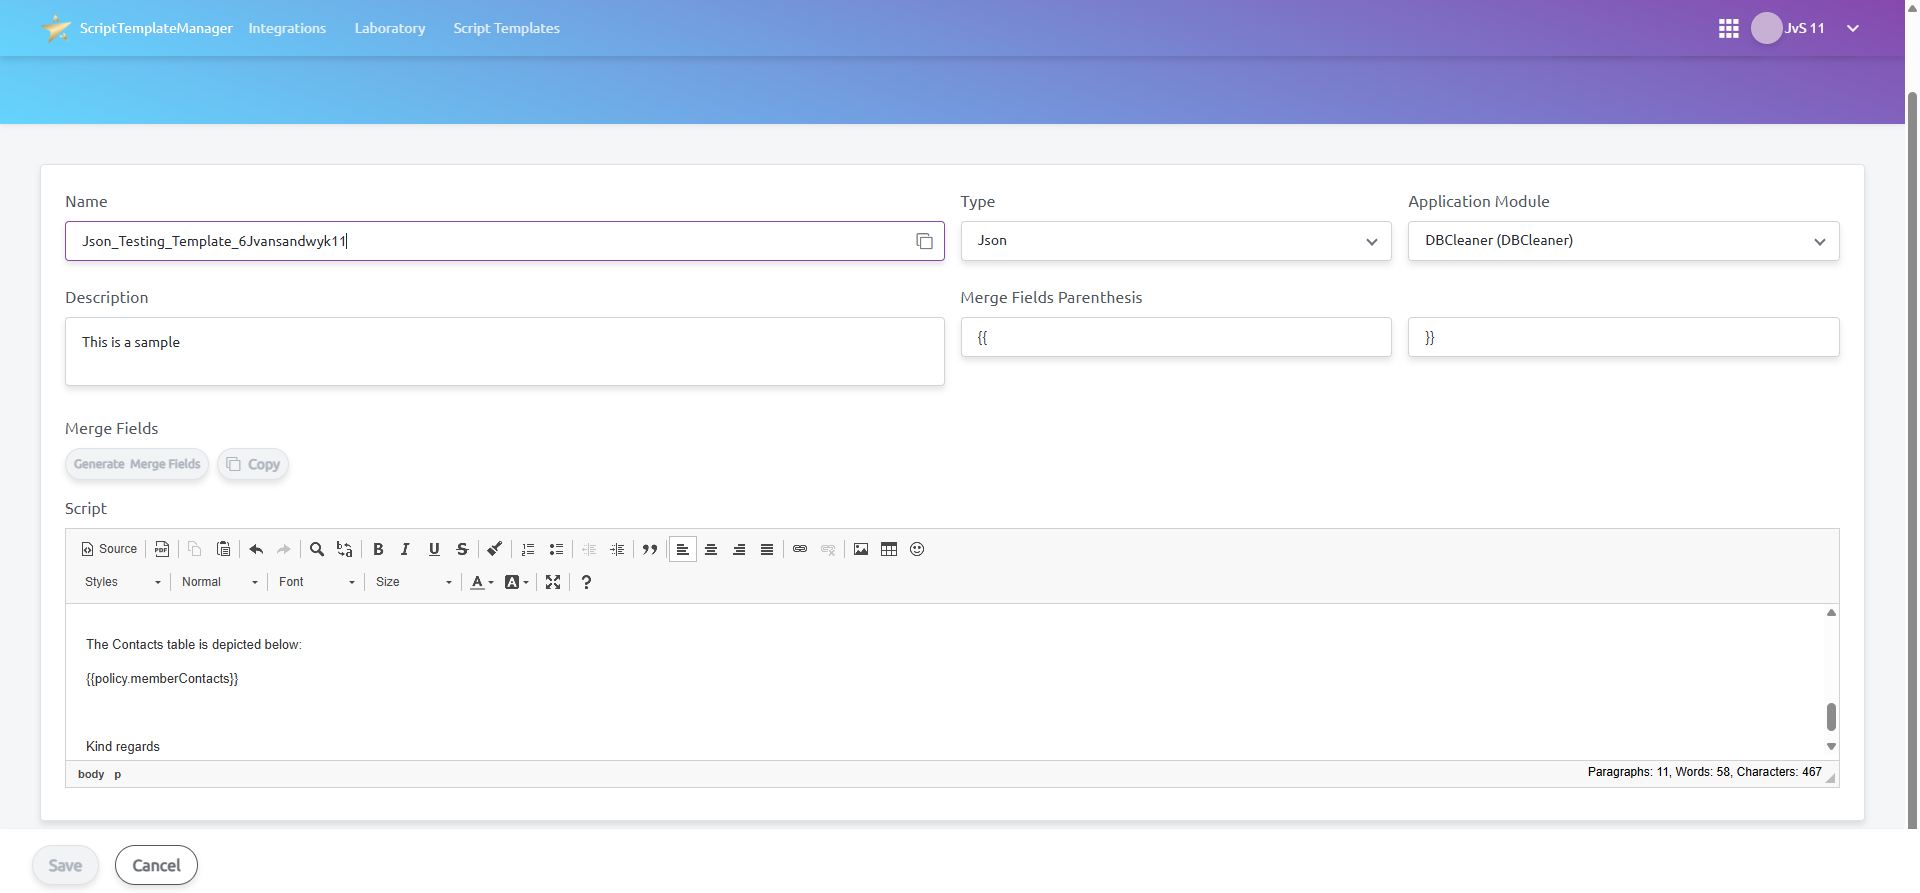 ScriptTemplateManager Integrations Laboratory Script Templates JvS 11
Name Type Application Module
Json_Testing_Template_6Jvansandwyk11 Json DBCleaner (DBCleaner)
Description Merge Fields Parenthesis
This is a sample {{ }}
Merge Fields
Generate Merge Fields Copy
Script
Source PDF B I U S
Styles Normal Font Size A A ?
The Contacts table is depicted below:
{{policy.memberContacts}}
Kind regards
body p Paragraphs: 11, Words: 58, Characters: 467
Save Cancel